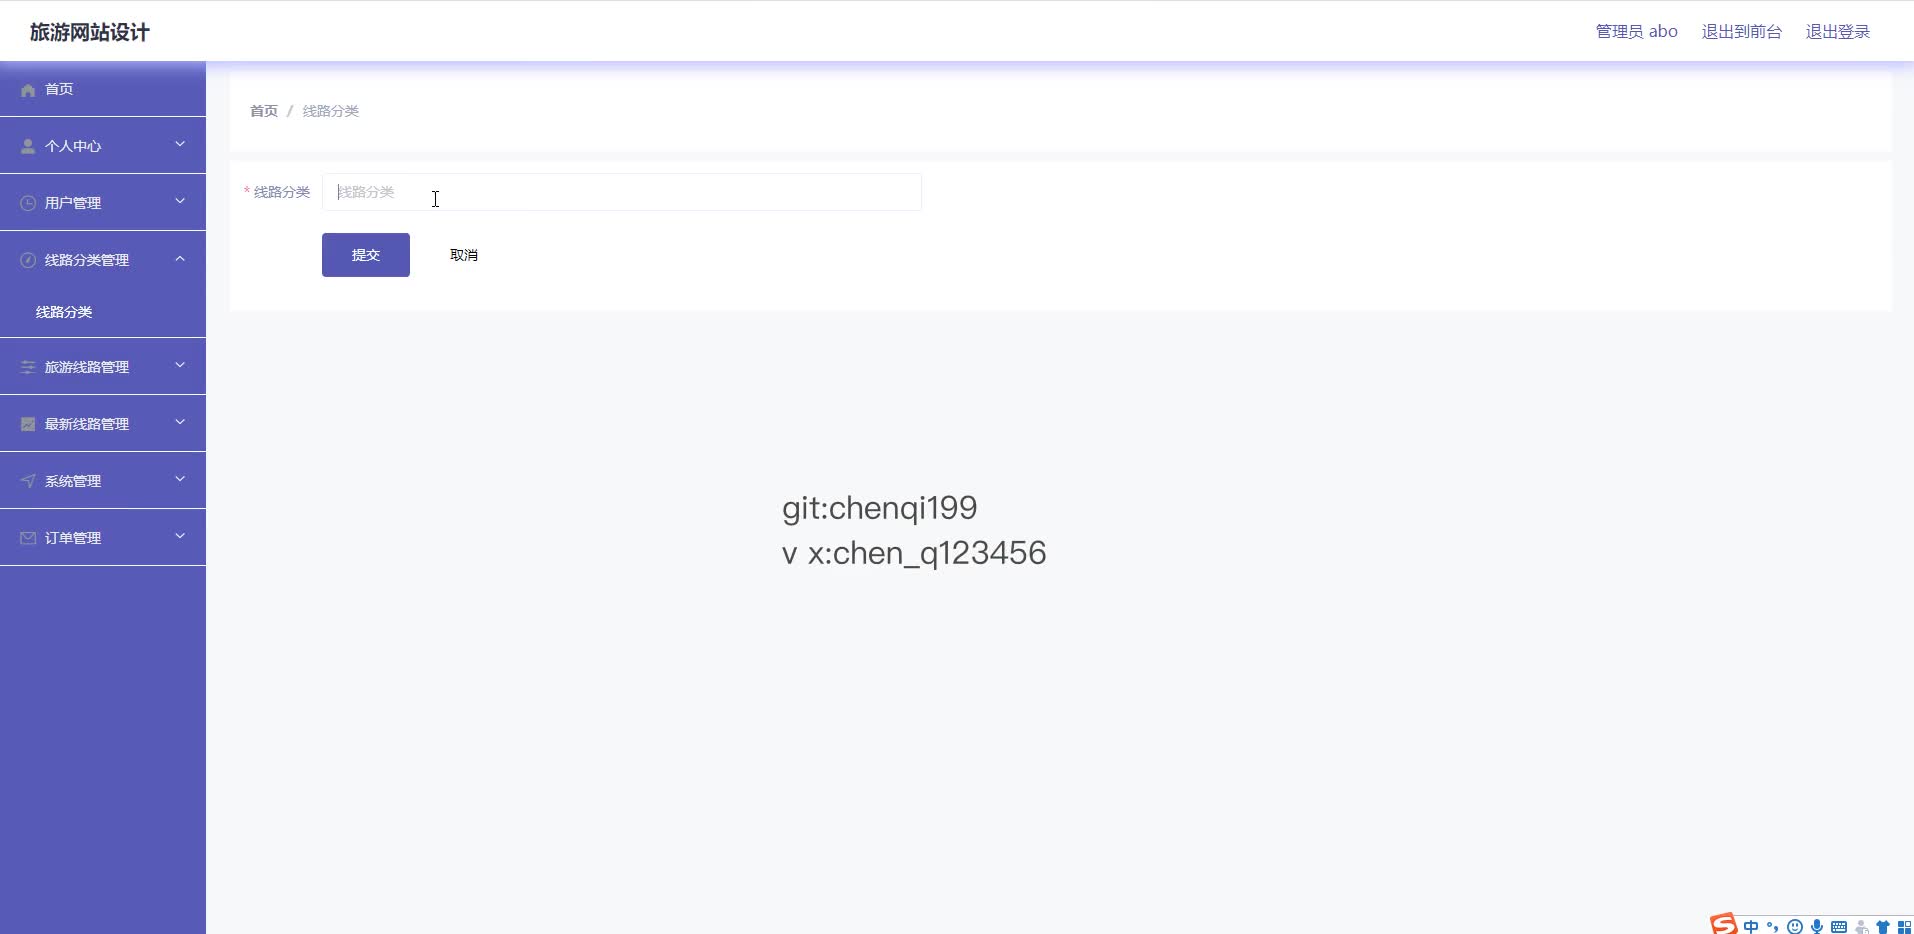 旅游网站设计
管理员 abo 退出到前台 退出登录
首页
个人中心
用户管理
线路分类管理
线路分类
旅游线路管理
最新线路管理
系统管理
订单管理
首页 / 线路分类
* 线路分类 线路分类
提交 取消
git:chenqi199
v x:chen_q123456
中